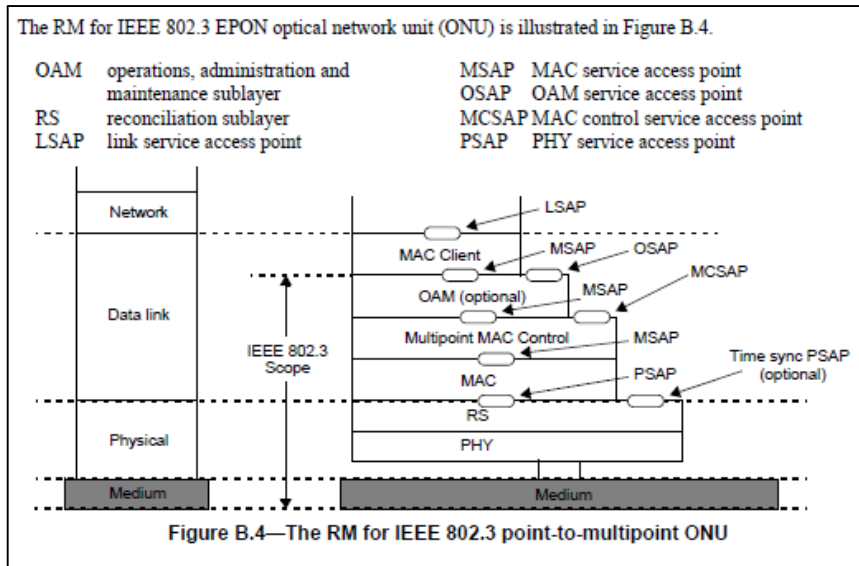 The RM for IEEE 802.3 EPON optical network unit (ONU) is illustrated in Figure B.4.
OAM operations, administration and maintenance sublayer
RS reconciliation sublayer
LSAP link service access point
MSAP MAC service access point
OSAP OAM service access point
MCSAP MAC control service access point
PSAP PHY service access point
Network
LSAP
MAC Client
MSAP
OSAP
MCSAP
OAM (optional)
MSAP
Data link
IEEE 802.3
Scope
Multipoint MAC Control
MSAP
MAC
PSAP
Time sync PSAP
(optional)
RS
Physical
PHY
Medium
Medium
Figure B.4—The RM for IEEE 802.3 point-to-multipoint ONU